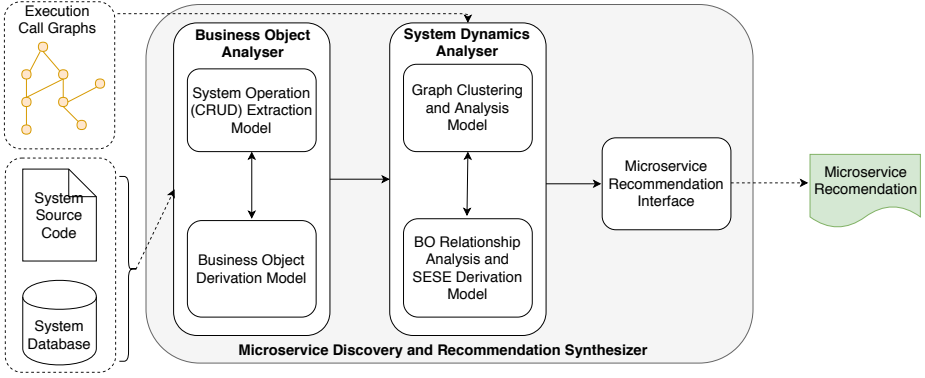 Execution
Call Graphs
System
Source
Code
System
Database
Business Object
Analyser
System Operation
(CRUD) Extraction
Model
Business Object
Derivation Model
System Dynamics
Analyser
Graph Clustering
and Analysis
Model
BO Relationship
Analysis and
SESE Derivation
Model
Microservice
Recommendation
Interface
Microservice
Recomendation
Microservice Discovery and Recommendation Synthesizer